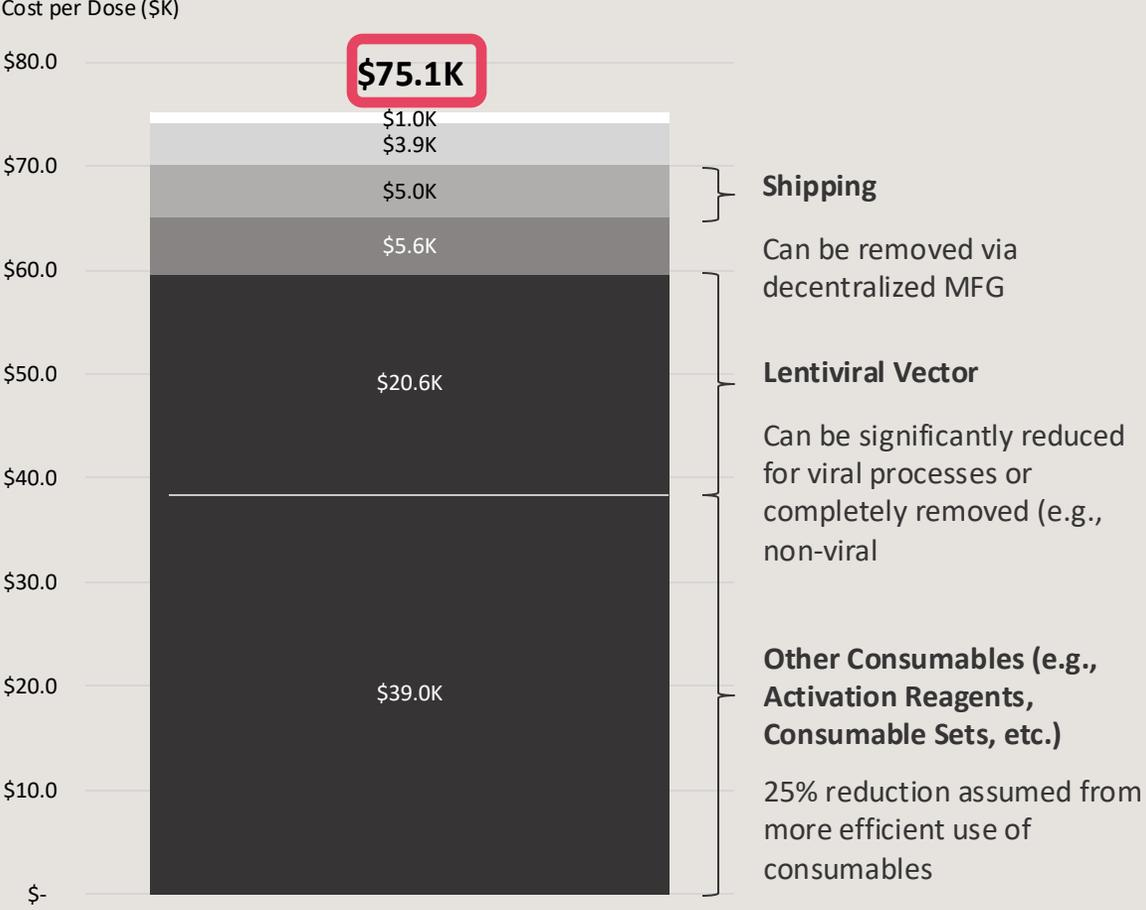 Cost per Dose ($K)
$80.0
$75.1K
$1.0K
$3.9K
$70.0
$5.0K
Shipping
$5.6K
Can be removed via
decentralized MFG
$60.0
$50.0
$20.6K
Lentiviral Vector
Can be significantly reduced
for viral processes or
completely removed (e.g.,
non-viral
$40.0
$30.0
$20.0
$39.0K
Other Consumables (e.g.,
Activation Reagents,
Consumable Sets, etc.)
25% reduction assumed from
more efficient use of
consumables
$10.0
$-